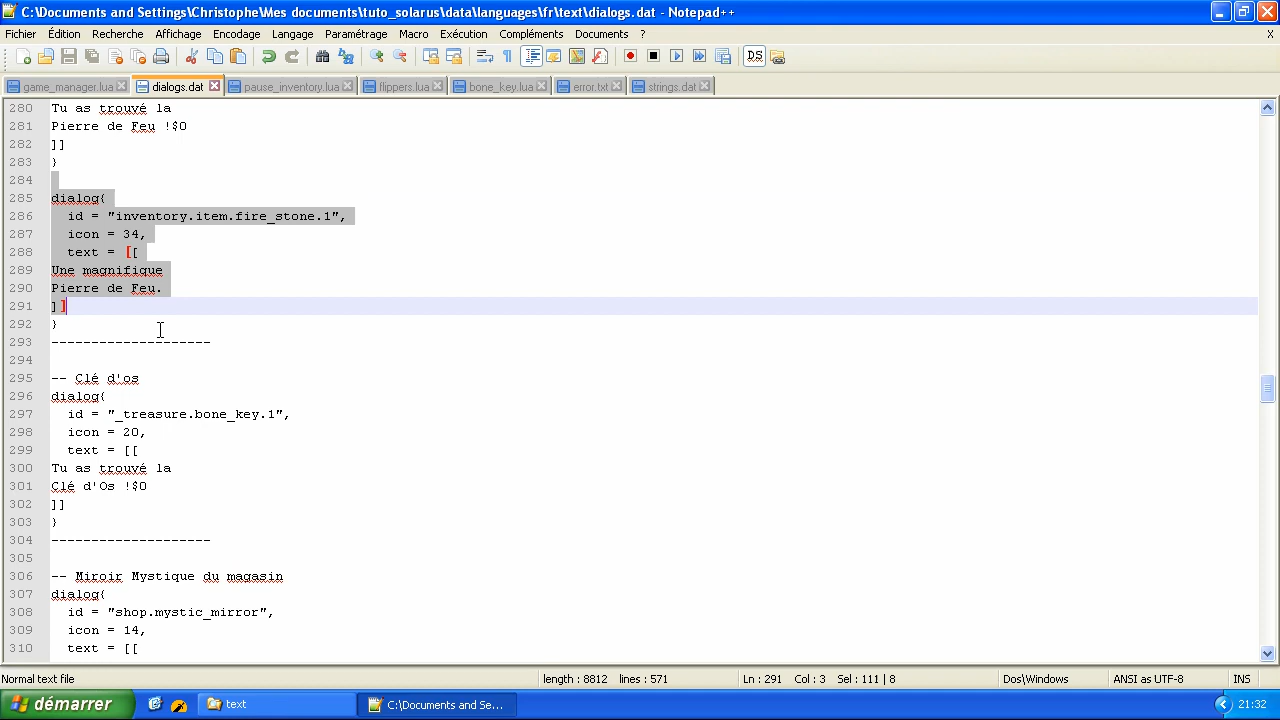 C:\Documents and Settings\Christophe\Mes documents\tuto_solarus\data\languages\fr\text\dialogs.dat - Notepad++
Fichier Édition Recherche Affichage Encodage Langage Paramétrage Macro Exécution Compléments Documents ? X
game_manager.lua dialogs.dat pause_inventory.lua flippers.lua bone_key.lua error.txt strings.dat
280 Tu as trouvé la
281 Pierre de Feu !$0
282 ]]
283 }
284
285 dialog{
286 id = "inventory.item.fire_stone.1",
287 icon = 34,
288 text = [[
289 Une magnifique
290 Pierre de Feu.
291 ]]
292 }
293 --------------------
294
295 -- Clé d'os
296 dialog{
297 id = "_treasure.bone_key.1",
298 icon = 20,
299 text = [[
300 Tu as trouvé la
301 Clé d'Os !$0
302 ]]
303 }
304 --------------------
305
306 -- Miroir Mystique du magasin
307 dialog{
308 id = "shop.mystic_mirror",
309 icon = 14,
310 text = [[
Normal text file length : 8812 lines : 571 Ln : 291 Col : 3 Sel : 111 | 8 Dos\Windows ANSI as UTF-8 INS
démarrer text C:\Documents and Se... 21:32